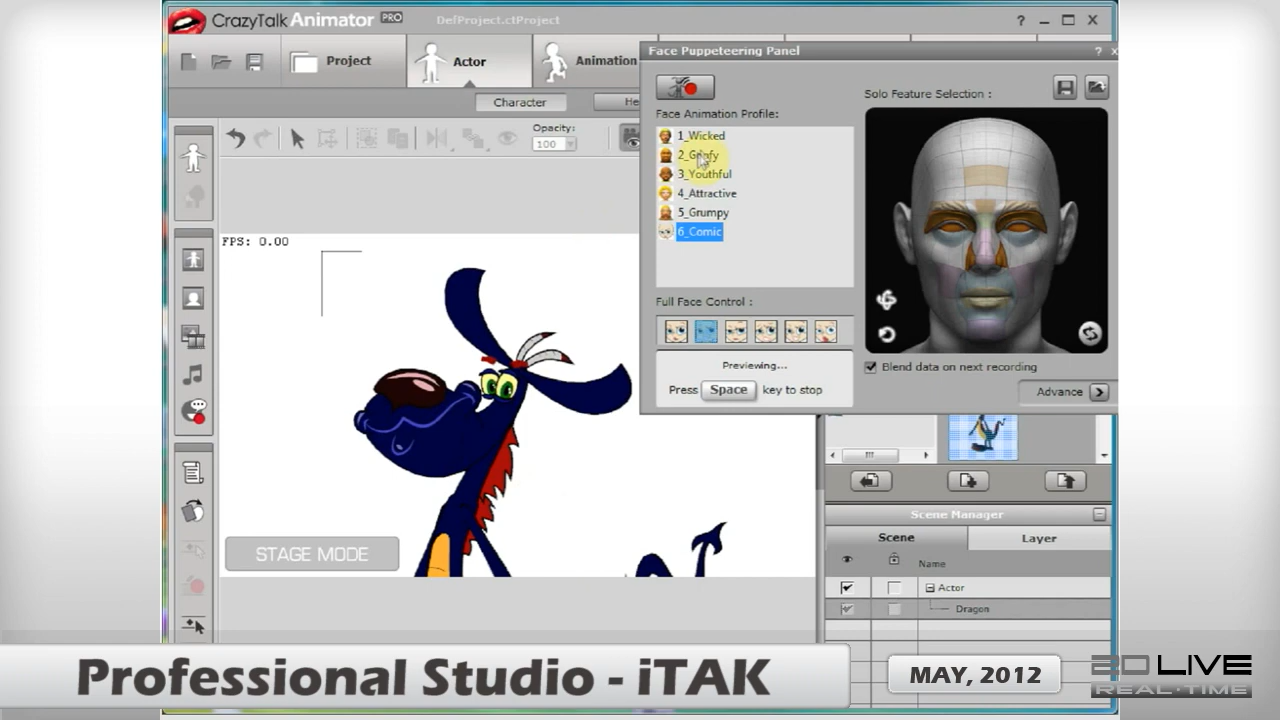 CrazyTalk Animator PRO
DefProject.ctProject
Project
Actor
Animation
Character
Opacity:
100
FPS: 0.00
STAGE MODE
Face Puppeteering Panel
Face Animation Profile:
1_Wicked
3_Youthful
4_Attractive
5_Grumpy
6_Comic
Full Face Control :
Previewing...
Press Space key to stop
Solo Feature Selection :
Blend data on next recording
Advance
Scene Manager
Scene
Layer
Name
Actor
Dragon
Professional Studio - iTAK
MAY, 2012
2D LIVE
REAL·TIME